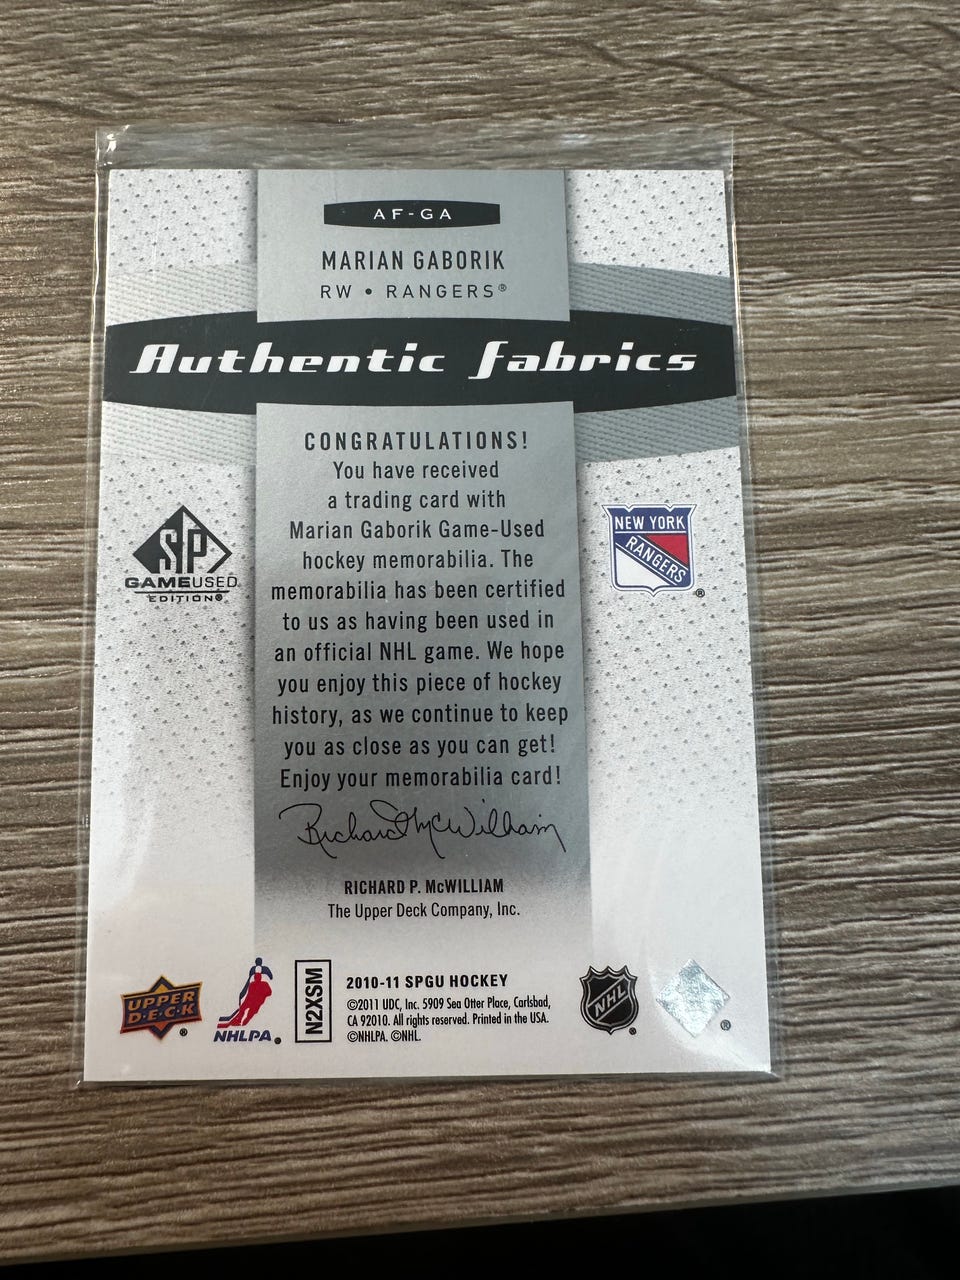 AF-GA
MARIAN GABORIK
RW • RANGERS®
Authentic fabrics
CONGRATULATIONS!
You have received
a trading card with
Marian Gaborik Game-Used
hockey memorabilia. The
memorabilia has been certified
to us as having been used in
an official NHL game. We hope
you enjoy this piece of hockey
history, as we continue to keep
you as close as you can get!
Enjoy your memorabilia card!
SP
GAMEUSED
EDITION®
NEW YORK
RANGERS
®
Richard McWilliam
RICHARD P. McWILLIAM
The Upper Deck Company, Inc.
UPPER
D·E·C·K
®
NHLPA®
N2XSM
2010-11 SPGU HOCKEY
©2011 UDC, Inc. 5909 Sea Otter Place, Carlsbad,
CA 92010. All rights reserved. Printed in the USA.
©NHLPA. ©NHL.
NHL
®
®